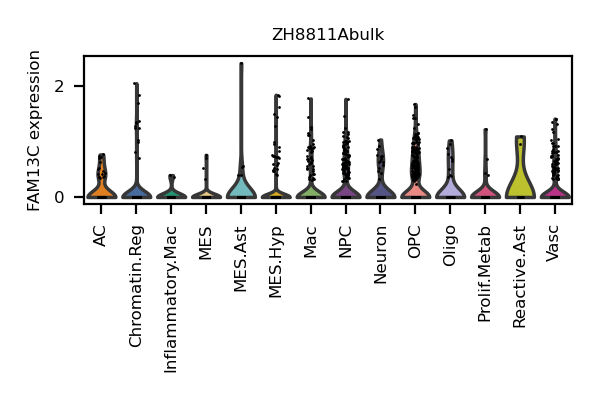 ZH8811Abulk
FAM13C expression
2
0
AC
Chromatin.Reg
Inflammatory.Mac
MES
MES.Ast
MES.Hyp
Mac
NPC
Neuron
OPC
Oligo
Prolif.Metab
Reactive.Ast
Vasc